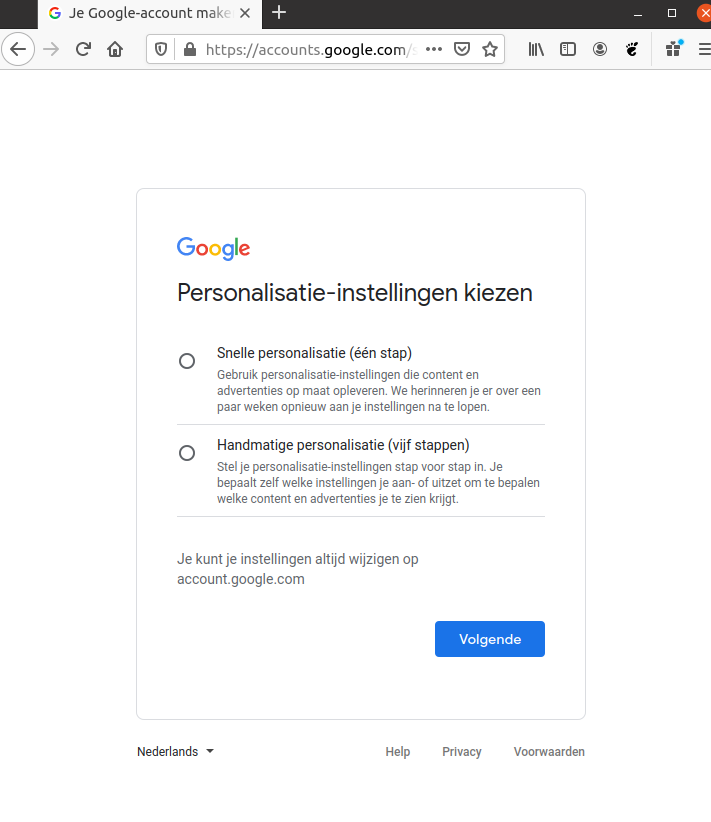 Je Google-account make
https://accounts.google.com/
Google
Personalisatie-instellingen kiezen
Snelle personalisatie (één stap)
Gebruik personalisatie-instellingen die content en
advertenties op maat opleveren. We herinneren je er over een
paar weken opnieuw aan je instellingen na te lopen.
Handmatige personalisatie (vijf stappen)
Stel je personalisatie-instellingen stap voor stap in. Je
bepaalt zelf welke instellingen je aan- of uitzet om te bepalen
welke content en advertenties je te zien krijgt.
Je kunt je instellingen altijd wijzigen op
account.google.com
Volgende
Nederlands
Help Privacy Voorwaarden